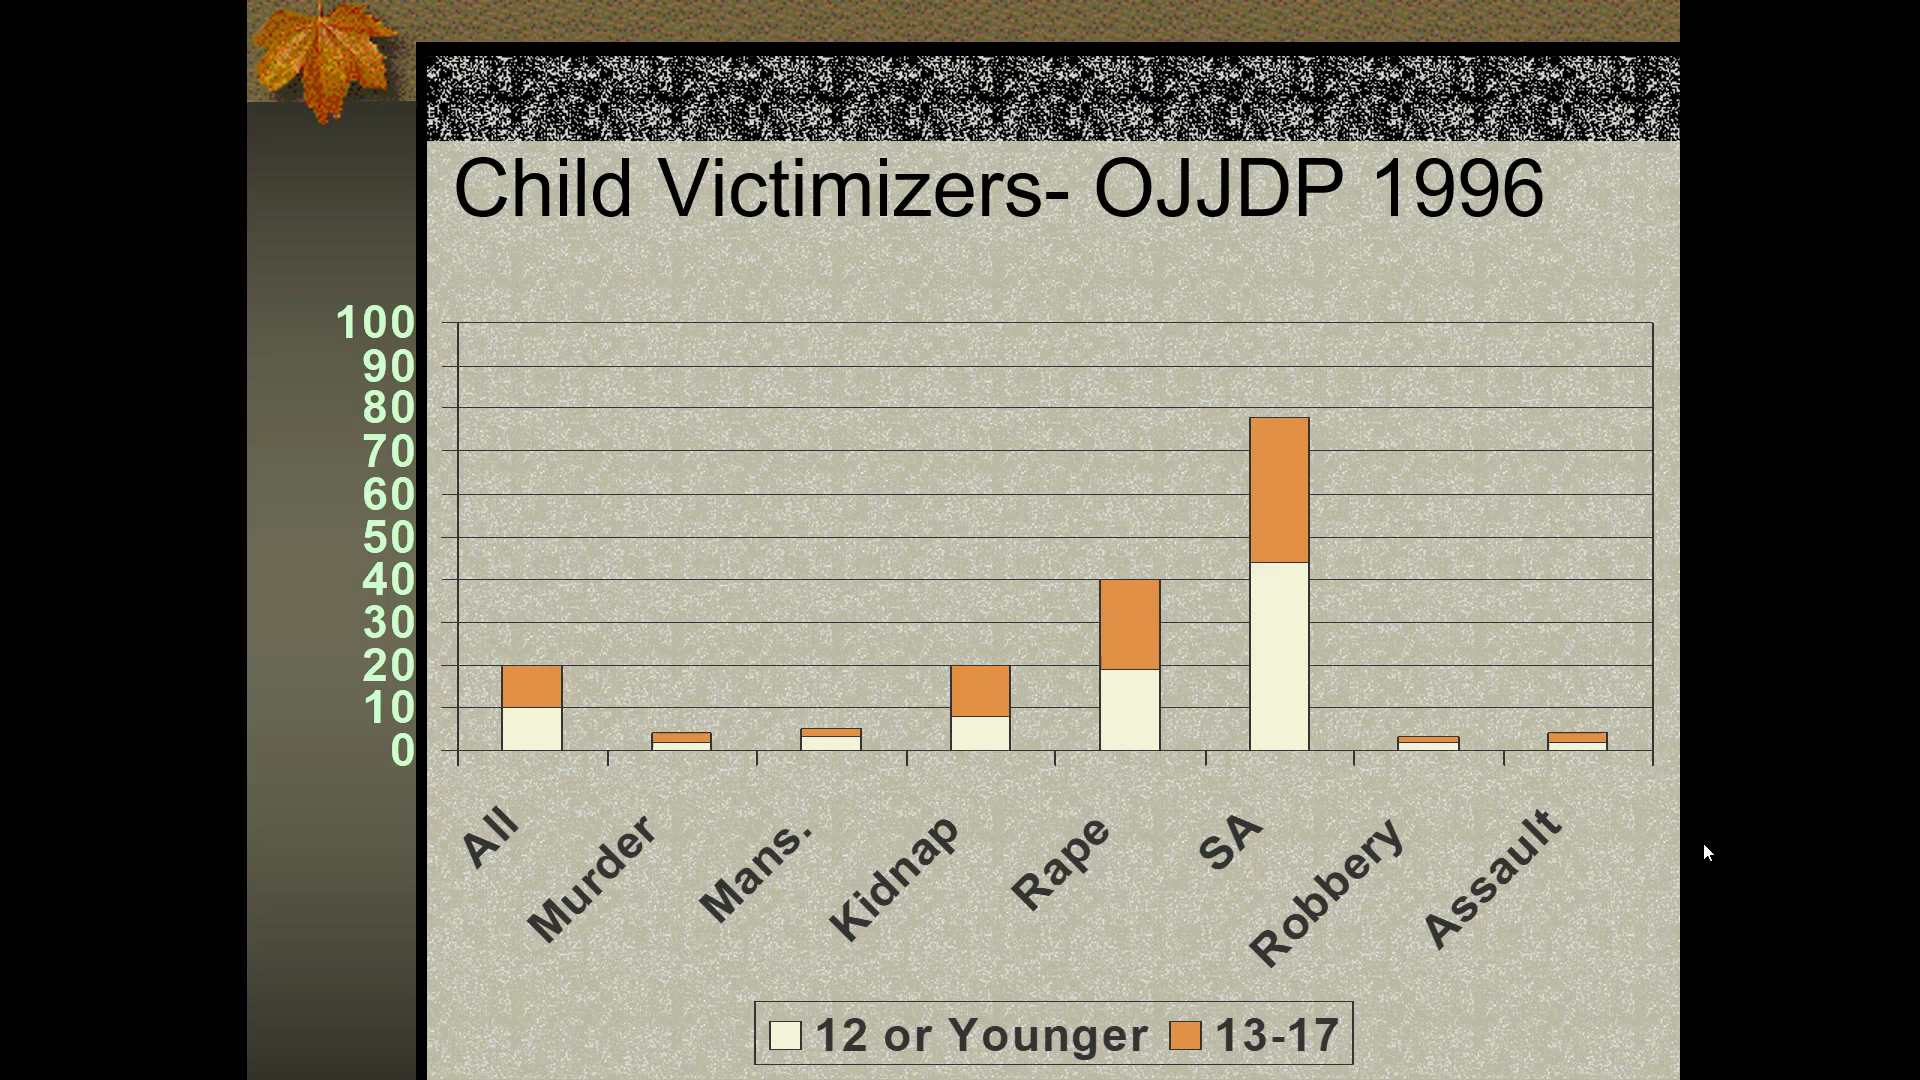 Child Victimizers- OJJDP 1996
100
90
80
70
60
50
40
30
20
10
0
All
Murder
Mans.
Kidnap
Rape
SA
Robbery
Assault
12 or Younger
13-17